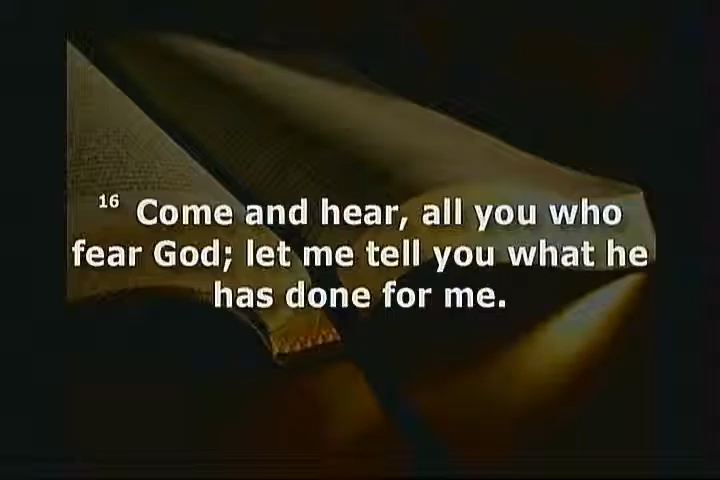 16 Come and hear, all you who
fear God; let me tell you what he
has done for me.